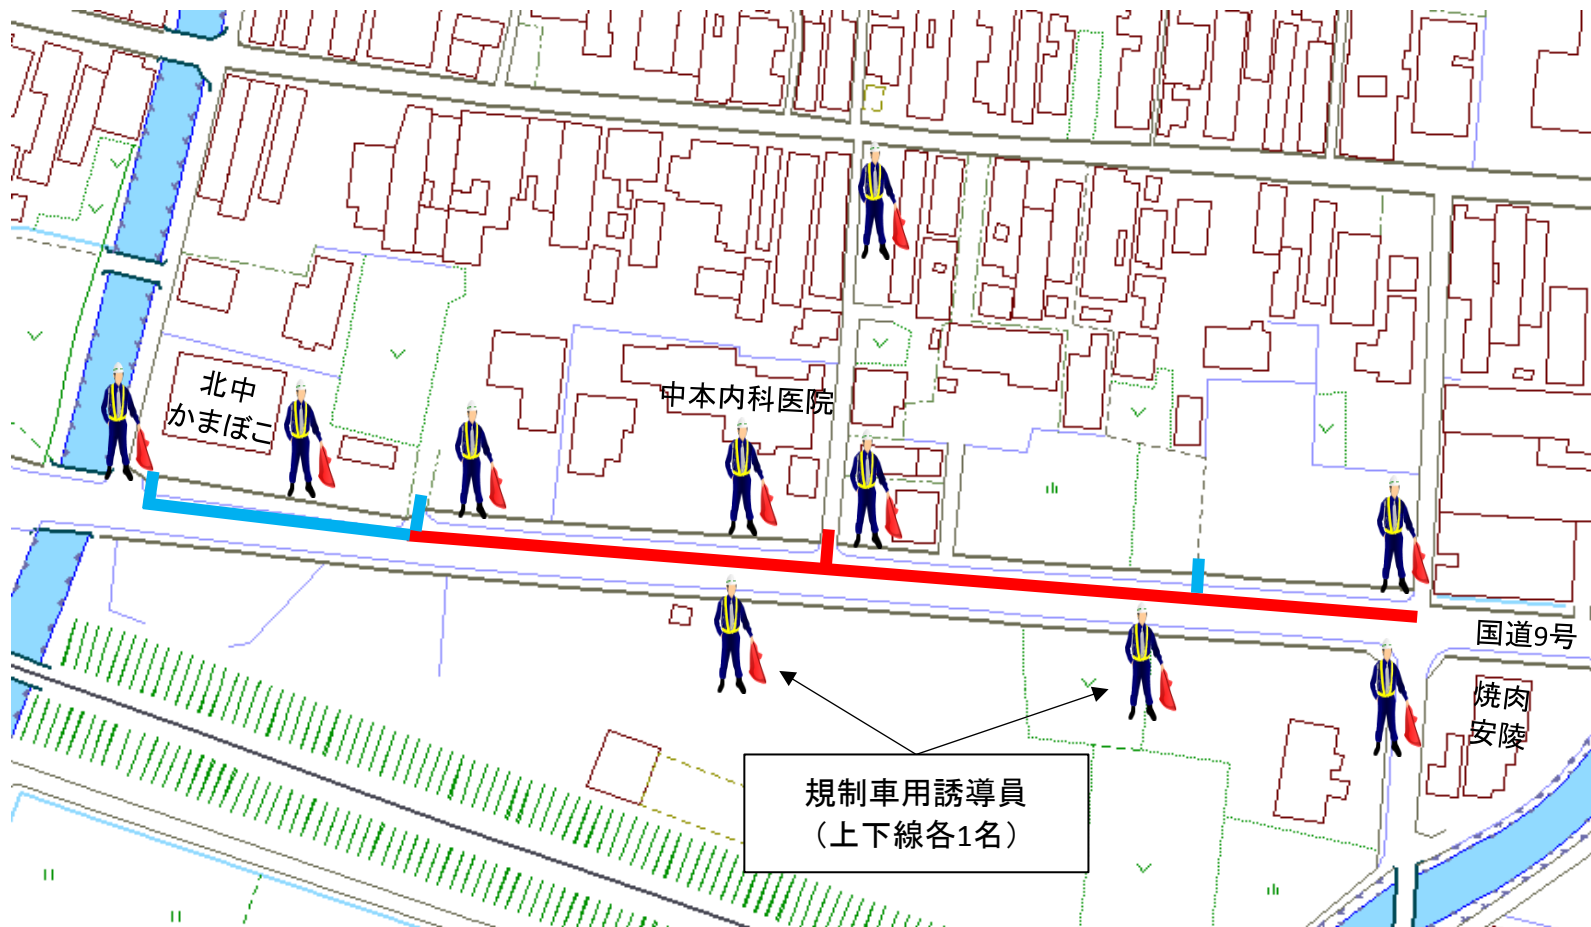 北中
かまぼこ
中本内科医院
国道9号
焼肉
安陵
規制車用誘導員
（上下線各1名）